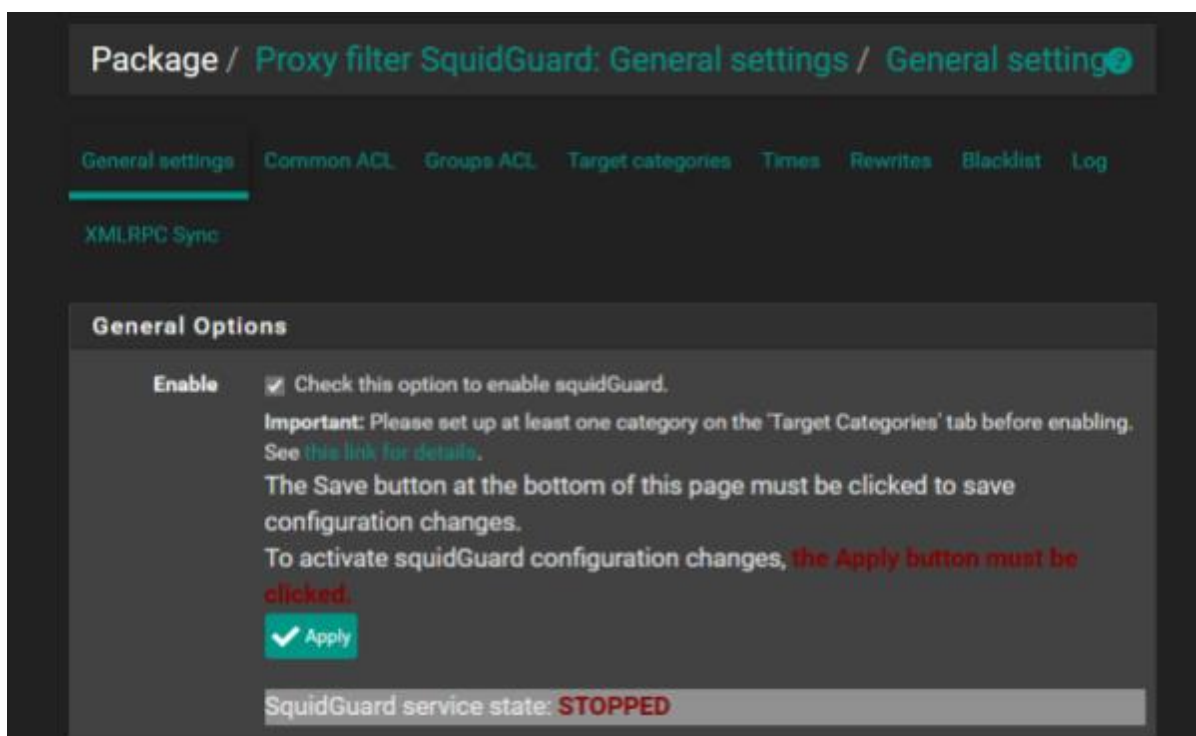 Package / Proxy filter SquidGuard: General settings / General setting
General settings Common ACL Groups ACL Target categories Times Rewrites Blacklist Log
XMLRPC Sync
General Options
Enable Check this option to enable squidGuard.
Important: Please set up at least one category on the 'Target Categories' tab before enabling.
See this link for details.
The Save button at the bottom of this page must be clicked to save
configuration changes.
To activate squidGuard configuration changes, the Apply button must be
clicked.
Apply
SquidGuard service state: STOPPED